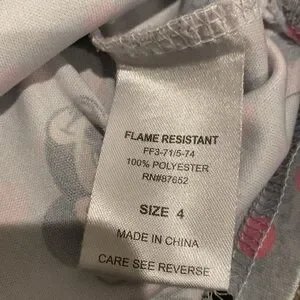 FLAME RESISTANT
FF3-71/5-74
100% POLYESTER
RN#87652
SIZE 4
MADE IN CHINA
CARE SEE REVERSE